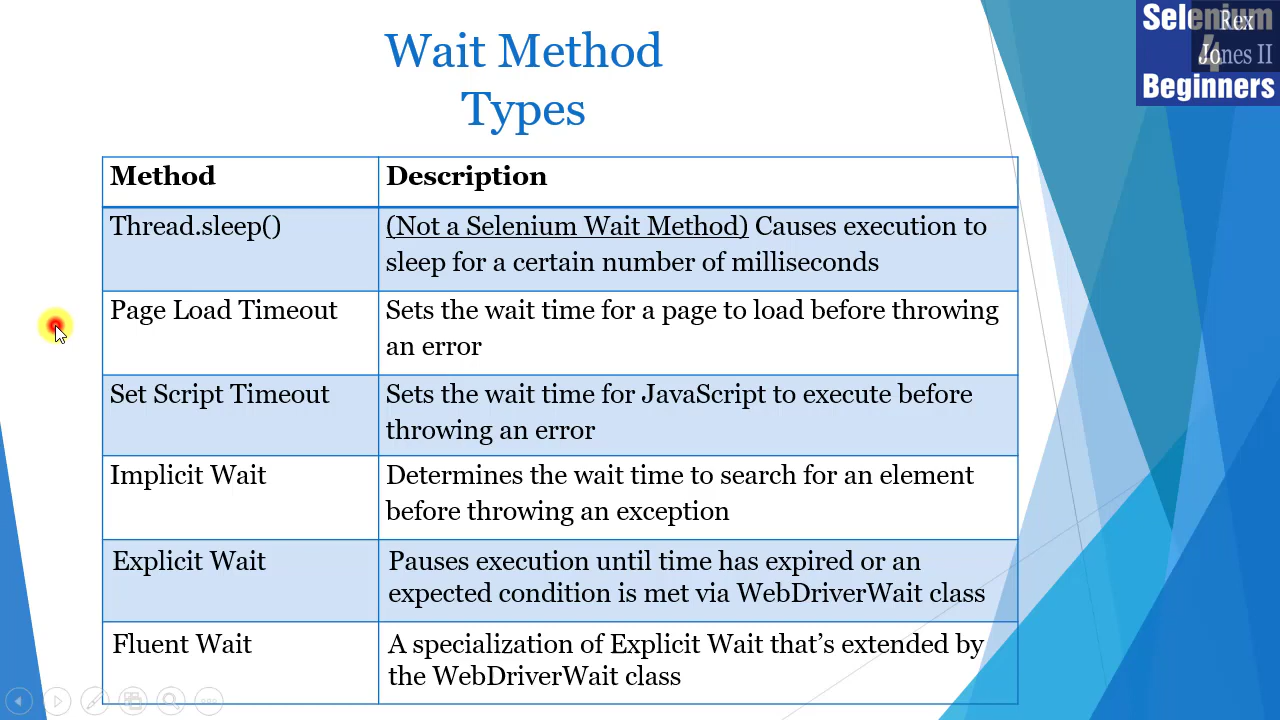 Selenium
4
Beginners
Rex
Jones II
Wait Method
Types
Method
Description
Thread.sleep()
(Not a Selenium Wait Method) Causes execution to
sleep for a certain number of milliseconds
Page Load Timeout
Sets the wait time for a page to load before throwing
an error
Set Script Timeout
Sets the wait time for JavaScript to execute before
throwing an error
Implicit Wait
Determines the wait time to search for an element
before throwing an exception
Explicit Wait
Pauses execution until time has expired or an
expected condition is met via WebDriverWait class
Fluent Wait
A specialization of Explicit Wait that’s extended by
the WebDriverWait class